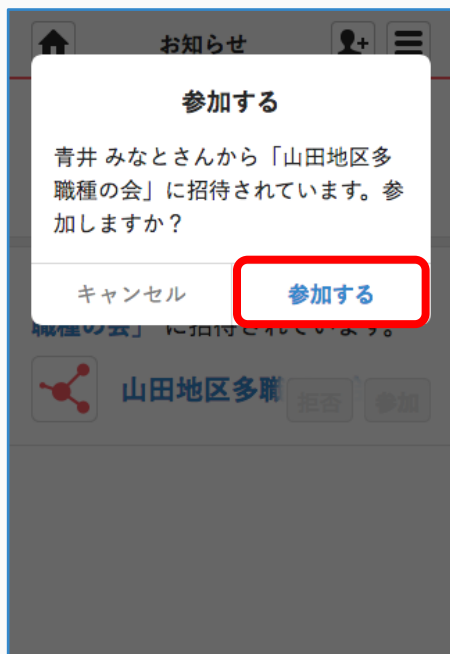 お知らせ
参加する
青井 みなとさんから「山田地区多
職種の会」に招待されています。参
加しますか？
キャンセル
参加する
職種の会」 に招待されています。
山田地区多職
拒否
参加